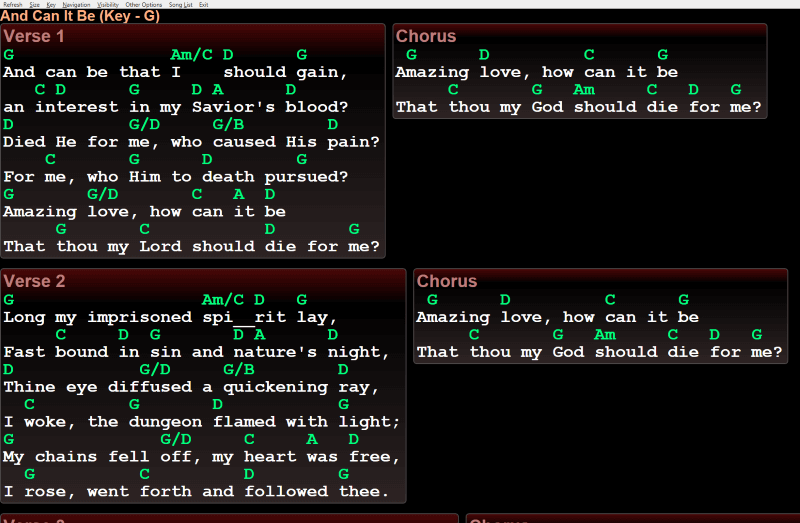 Refresh Size Key Navigation Visibility Other Options Song List Exit
And Can It Be (Key - G)
Verse 1
G Am/C D G
And can be that I should gain,
C D G D A D
an interest in my Savior's blood?
D G/D G/B D
Died He for me, who caused His pain?
C G D G
For me, who Him to death pursued?
G G/D C A D
Amazing love, how can it be
G C D G
That thou my Lord should die for me?
Chorus
G D C G
Amazing love, how can it be
C G Am C D G
That thou my God should die for me?
Verse 2
G Am/C D G
Long my imprisoned spi__rit lay,
C D G D A D
Fast bound in sin and nature's night,
D G/D G/B D
Thine eye diffused a quickening ray,
C G D G
I woke, the dungeon flamed with light;
G G/D C A D
My chains fell off, my heart was free,
G C D G
I rose, went forth and followed thee.
Chorus
G D C G
Amazing love, how can it be
C G Am C D G
That thou my God should die for me?